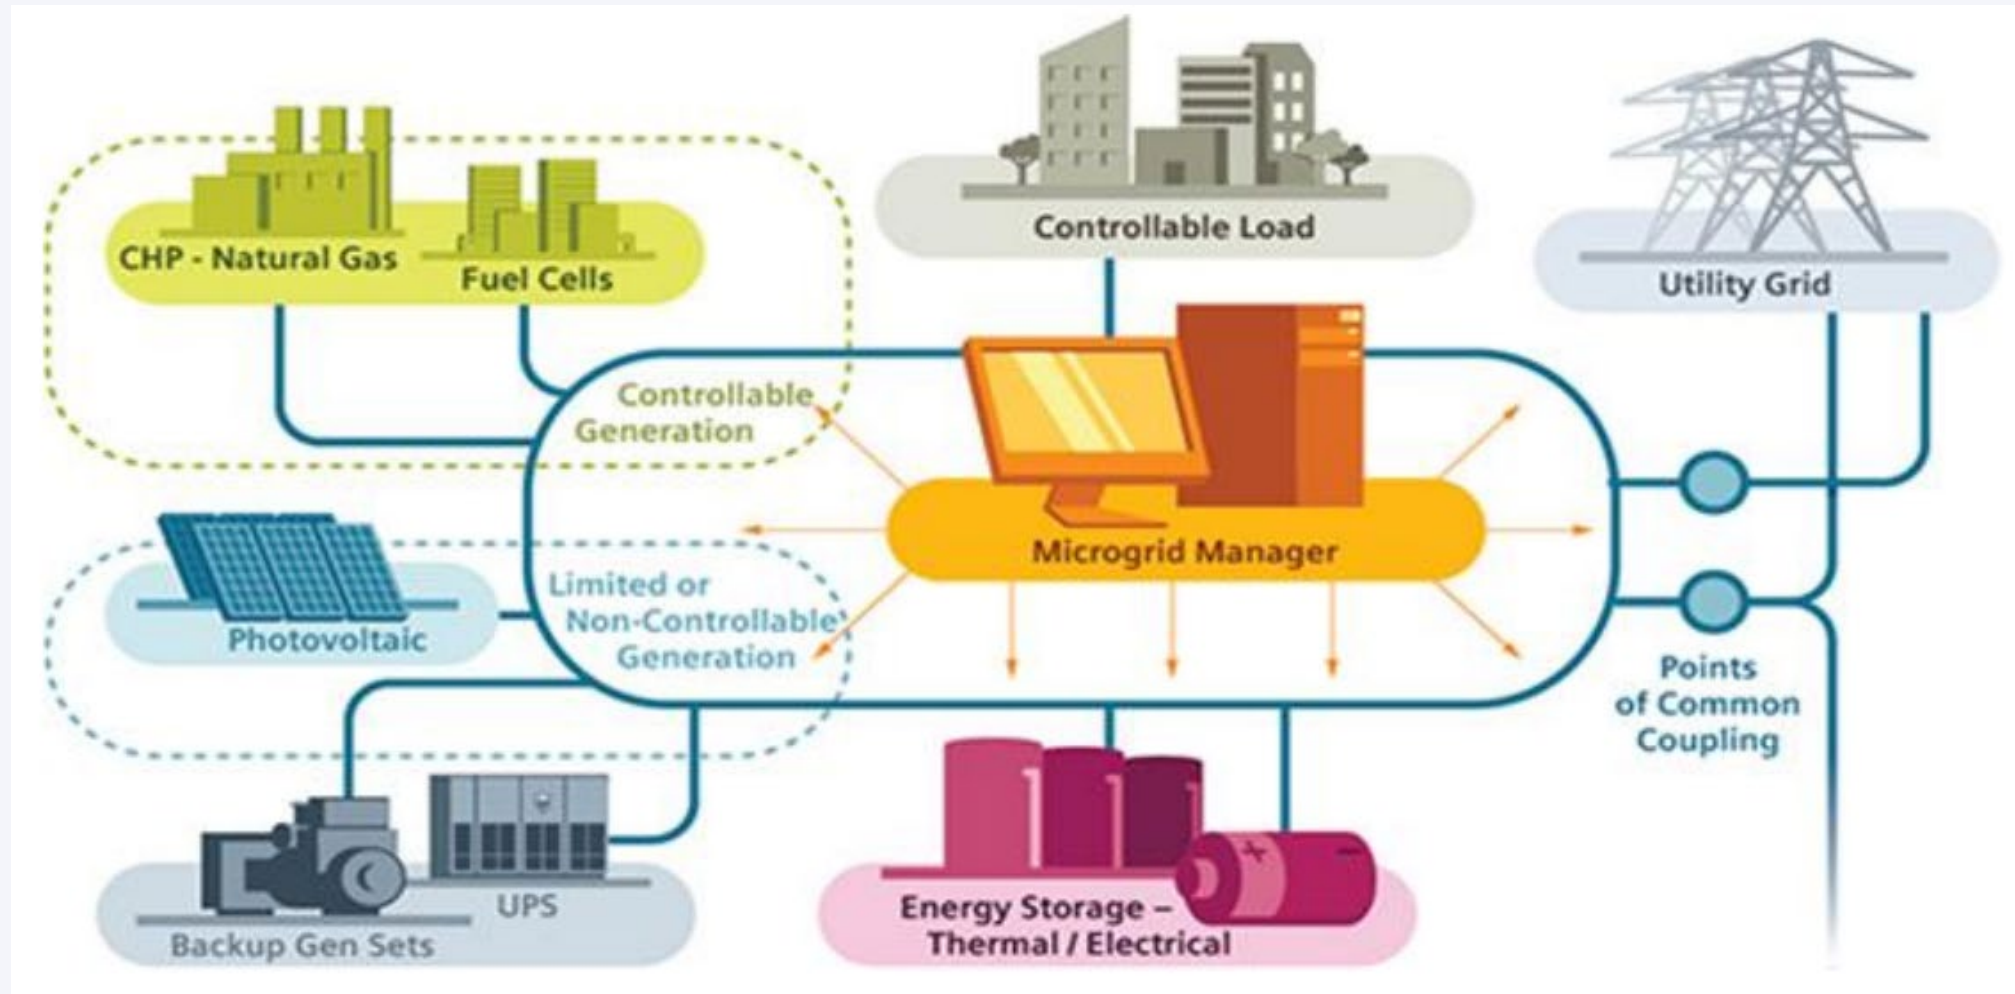 CHP - Natural Gas
Fuel Cells
Controllable Load
Utility Grid
Controllable
Generation
Microgrid Manager
Limited or
Non-Controllable
Generation
Photovoltaic
Points
of Common
Coupling
UPS
Backup Gen Sets
Energy Storage –
Thermal / Electrical
+
–